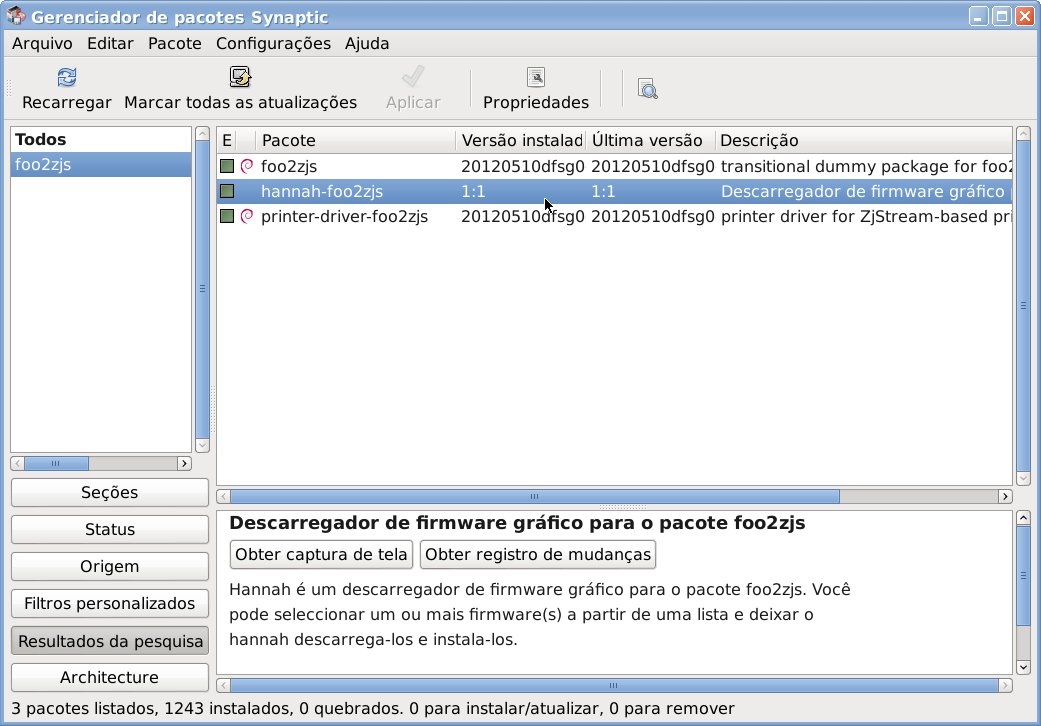 Gerenciador de pacotes Synaptic
Arquivo Editar Pacote Configurações Ajuda
Recarregar Marcar todas as atualizações Aplicar Propriedades
Todos
foo2zjs
E Pacote Versão instalad Última versão Descrição
foo2zjs 20120510dfsg0 20120510dfsg0 transitional dummy package for foo2
hannah-foo2zjs 1:1 1:1 Descarregador de firmware gráfico
printer-driver-foo2zjs 20120510dfsg0 20120510dfsg0 printer driver for ZjStream-based pri
Seções
Status
Origem
Filtros personalizados
Resultados da pesquisa
Architecture
Descarregador de firmware gráfico para o pacote foo2zjs
Obter captura de tela Obter registro de mudanças
Hannah é um descarregador de firmware gráfico para o pacote foo2zjs. Você
pode seleccionar um ou mais firmware(s) a partir de uma lista e deixar o
hannah descarrega-los e instala-los.
3 pacotes listados, 1243 instalados, 0 quebrados. 0 para instalar/atualizar, 0 para remover